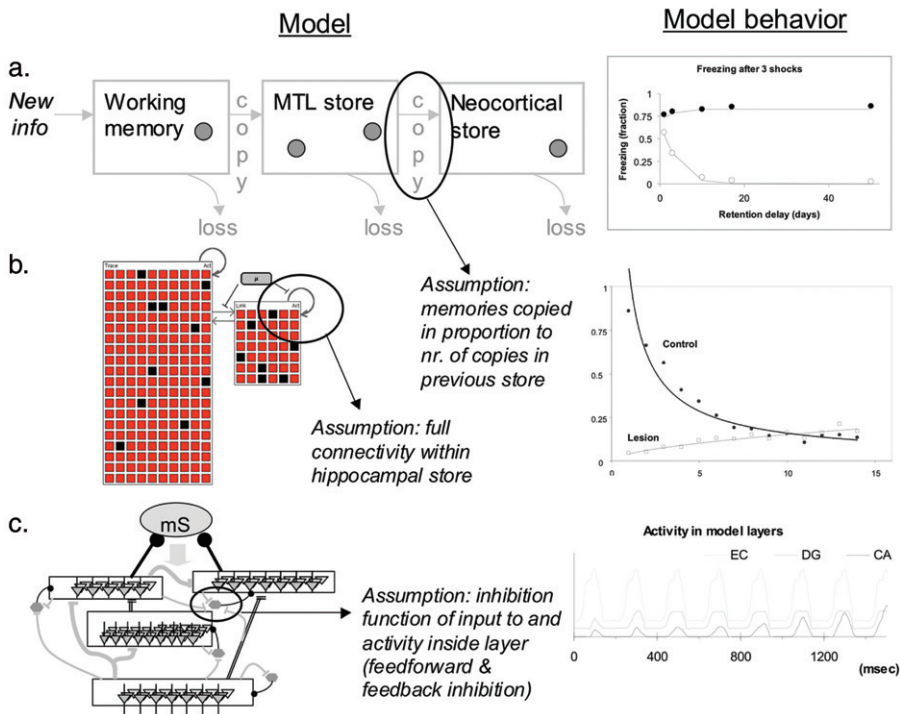 Model
Model behavior
a.
New
info
Working
memory
copy
MTL store
copy
Neocortical
store
loss
loss
loss
Freezing after 3 shocks
Freezing (fraction)
1
0.75
0.5
0.25
0
0
20
40
Retention delay (days)
b.
Trace
Act
μ
Link
Act
Assumption:
memories copied
in proportion to
nr. of copies in
previous store
Assumption: full
connectivity within
hippocampal store
1
0.75
0.5
0.25
0
Control
Lesion
0
5
10
15
c.
mS
Assumption: inhibition
function of input to and
activity inside layer
(feedforward &
feedback inhibition)
Activity in model layers
EC DG CA
0
400
800
1200
(msec)